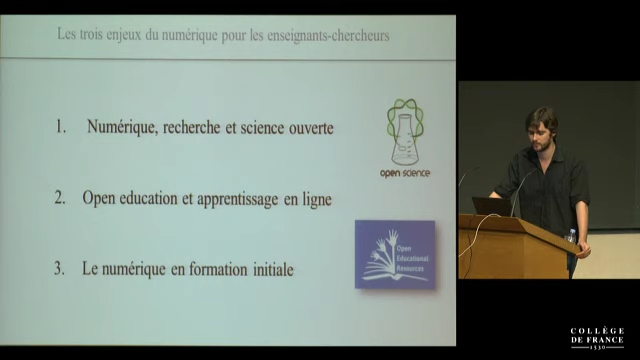 Les trois enjeux du numérique pour les enseignants-chercheurs
1. Numérique, recherche et science ouverte
open science
2. Open education et apprentissage en ligne
Open
Educational
Resources
3. Le numérique en formation initiale
COLLÈGE
DE FRANCE
1530